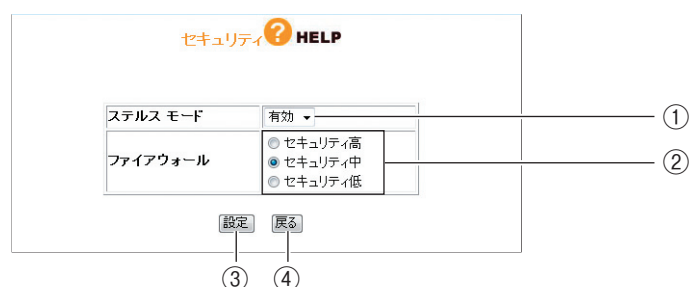 セキュリティ ? HELP
ステルス モード 有効 ①
ファイアウォール
セキュリティ高
セキュリティ中 ②
セキュリティ低
設定 戻る
③ ④